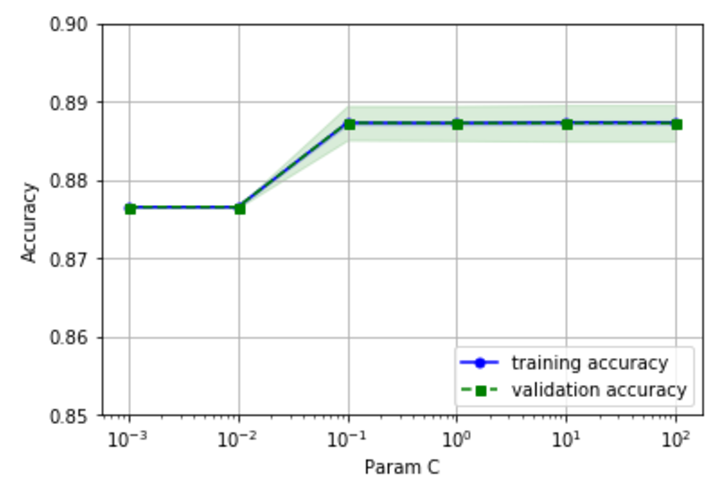 0.90
0.89
0.88
0.87
0.86
0.85
Accuracy
training accuracy
validation accuracy
10⁻³ 10⁻² 10⁻¹ 10⁰ 10¹ 10²
Param C